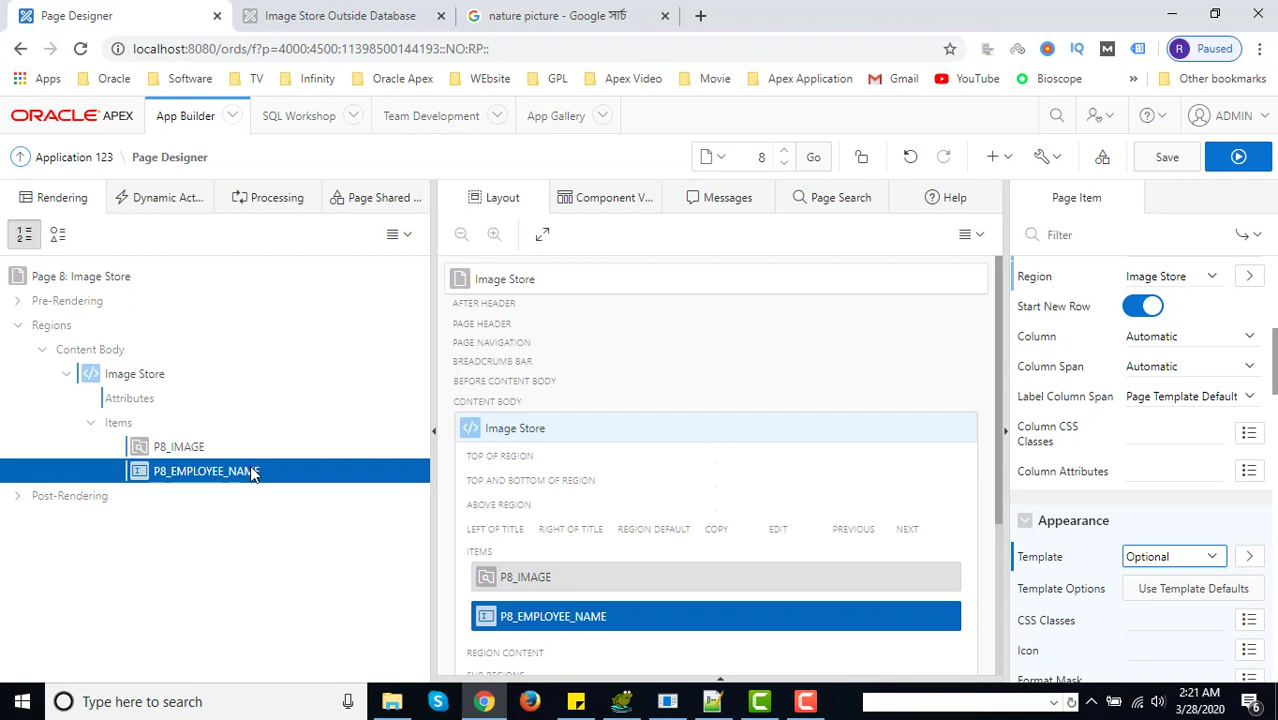 Page Designer
Image Store Outside Database
nature picture - Google সার্চ
localhost:8080/ords/f?p=4000:4500:11398500144193::NO:RP::
IQ
M
R Paused
Apps
Oracle
Software
TV
Infinity
Oracle Apex
WEbsite
GPL
Apex Video
Movie
Apex Application
Gmail
YouTube
Bioscope
»
Other bookmarks
ORACLE APEX
App Builder
SQL Workshop
Team Development
App Gallery
ADMIN
Application 123
Page Designer
8
Go
Save
Rendering
Dynamic Act...
Processing
Page Shared ...
Layout
Component V...
Messages
Page Search
Help
Page Item
Filter
Page 8: Image Store
Pre-Rendering
Regions
Content Body
Image Store
Attributes
Items
P8_IMAGE
P8_EMPLOYEE_NAME
Post-Rendering
Image Store
AFTER HEADER
PAGE HEADER
PAGE NAVIGATION
BREADCRUMB BAR
BEFORE CONTENT BODY
CONTENT BODY
Image Store
TOP OF REGION
TOP AND BOTTOM OF REGION
ABOVE REGION
LEFT OF TITLE RIGHT OF TITLE REGION DEFAULT COPY EDIT PREVIOUS NEXT
ITEMS
P8_IMAGE
P8_EMPLOYEE_NAME
REGION CONTENT
SUB REGIONS
Region Image Store
Start New Row
Column Automatic
Column Span Automatic
Label Column Span Page Template Default
Column CSS Classes
Column Attributes
Appearance
Template Optional
Template Options Use Template Defaults
CSS Classes
Icon
Format Mask
Type here to search
2:21 AM
3/28/2020
6